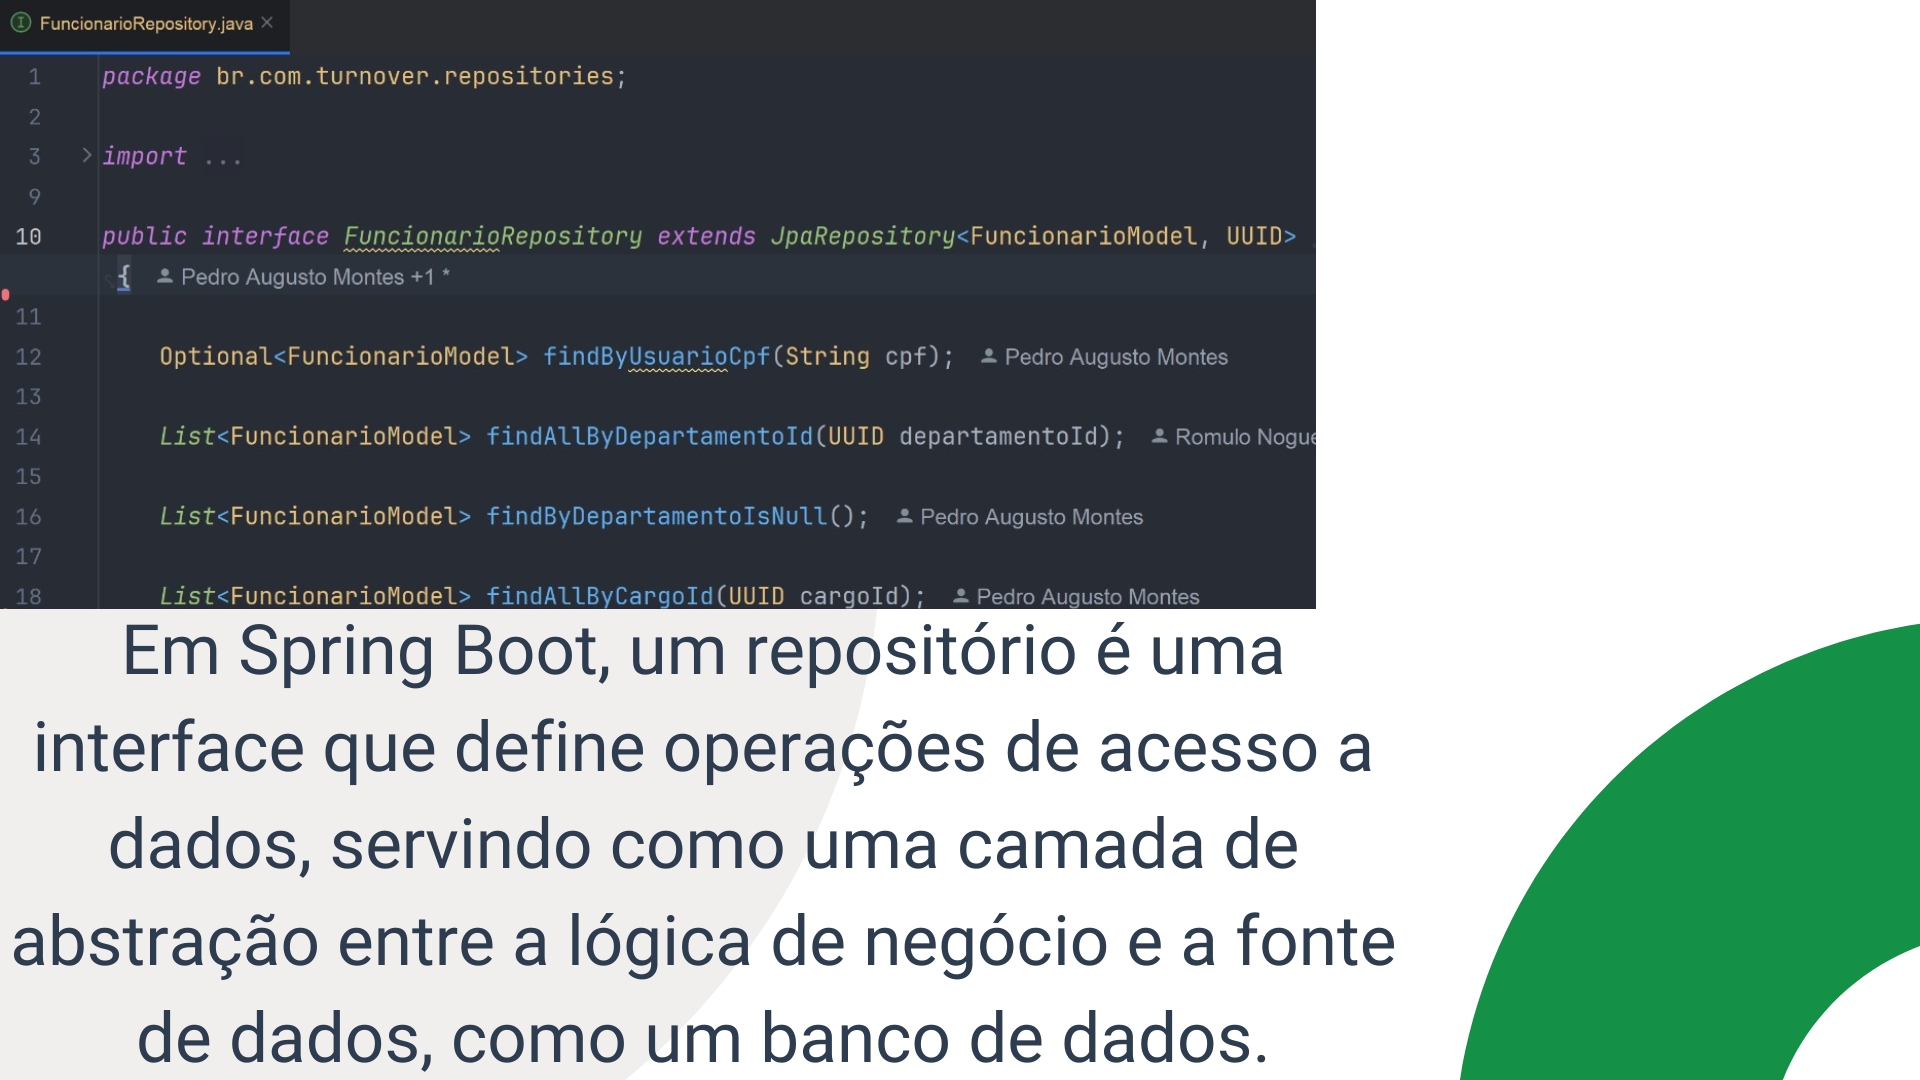 FuncionarioRepository.java
1 package br.com.turnover.repositories;
2
3 import ...
9
10 public interface FuncionarioRepository extends JpaRepository<FuncionarioModel, UUID>
{ Pedro Augusto Montes +1 *
11
12 Optional<FuncionarioModel> findByUsuarioCpf(String cpf); Pedro Augusto Montes
13
14 List<FuncionarioModel> findAllByDepartamentoId(UUID departamentoId); Romulo Nogue
15
16 List<FuncionarioModel> findByDepartamentoIsNull(); Pedro Augusto Montes
17
18 List<FuncionarioModel> findAllByCargoId(UUID cargoId); Pedro Augusto Montes
Em Spring Boot, um repositório é uma
interface que define operações de acesso a
dados, servindo como uma camada de
abstração entre a lógica de negócio e a fonte
de dados, como um banco de dados.